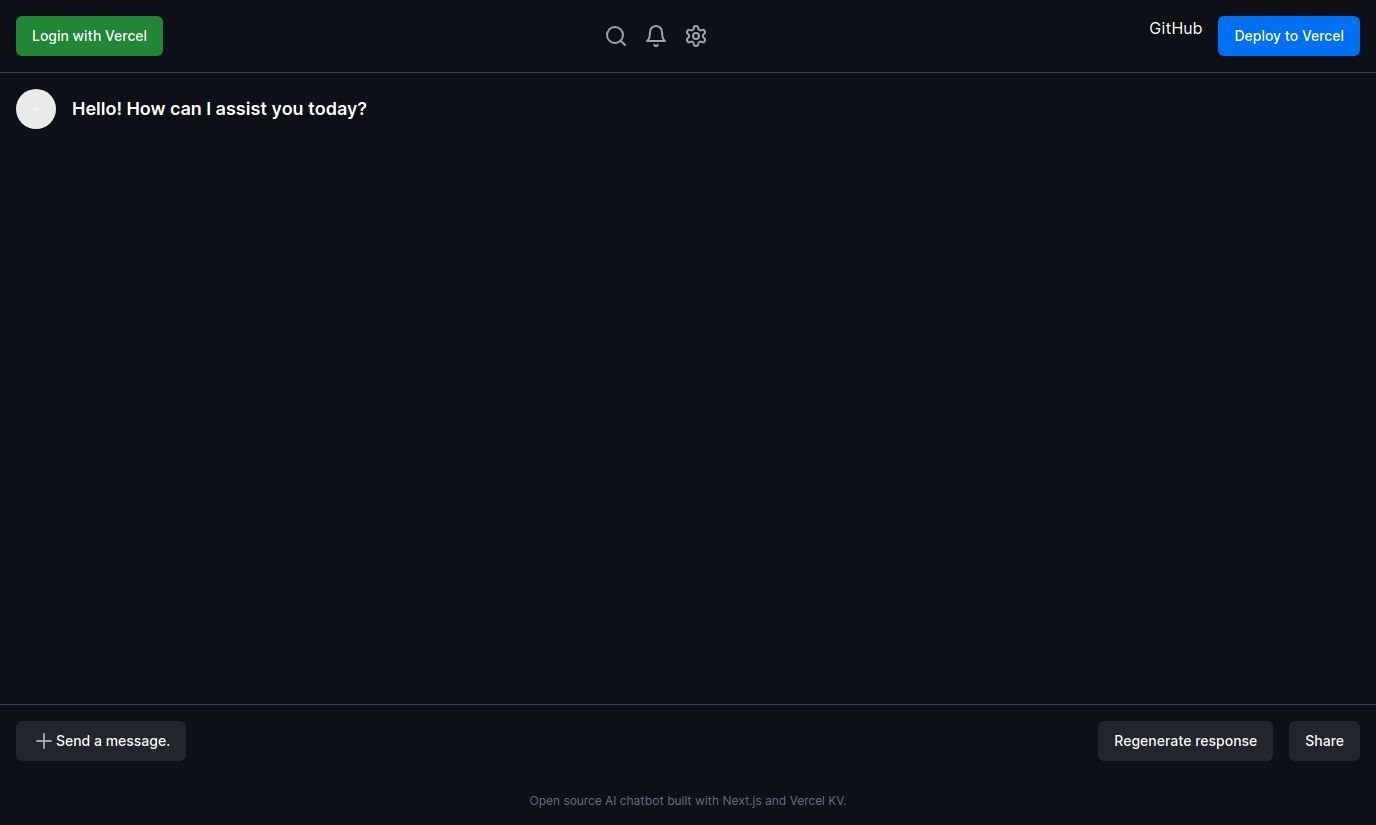 Login with Vercel
GitHub
Deploy to Vercel
Hello! How can I assist you today?
Send a message.
Regenerate response
Share
Open source AI chatbot built with Next.js and Vercel KV.